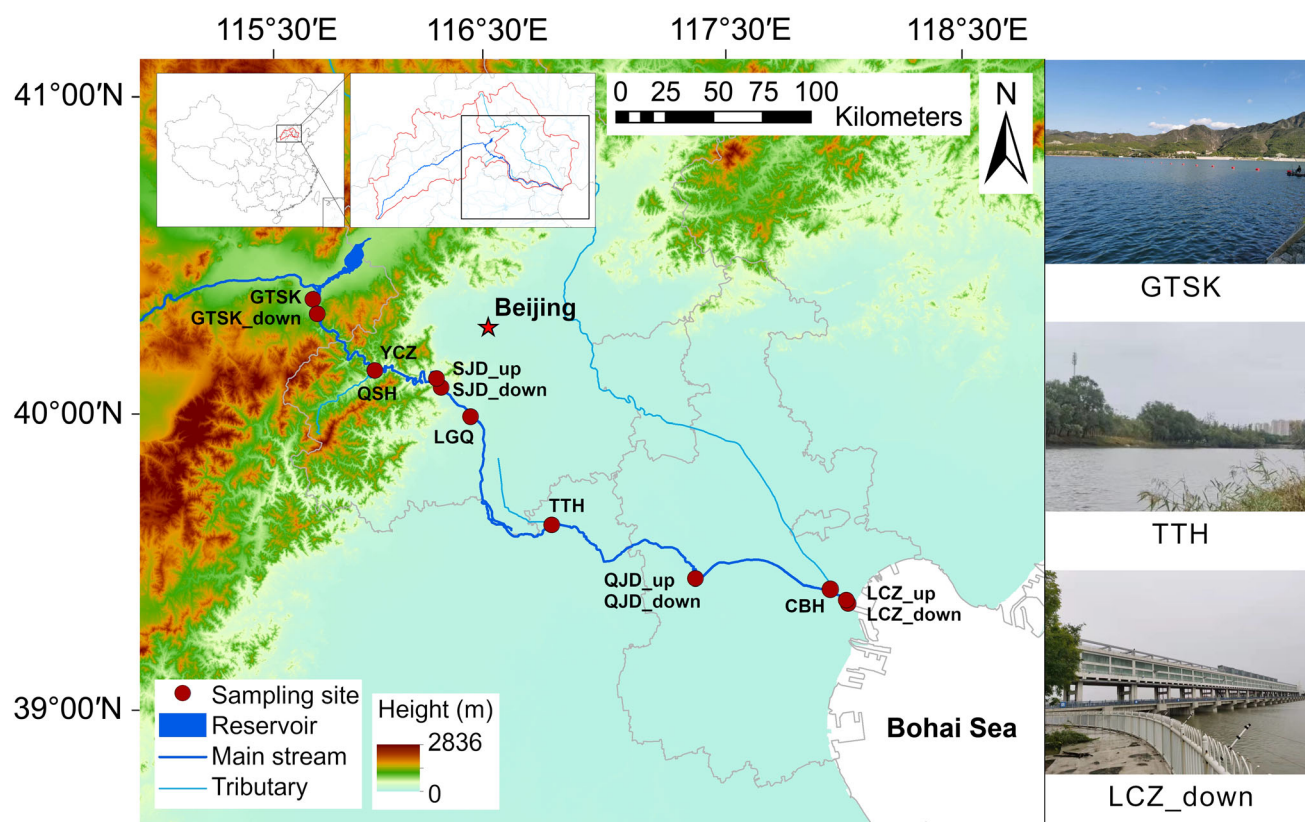 115°30′E
116°30′E
117°30′E
118°30′E
41°00′N
40°00′N
39°00′N
0 25 50 75 100
Kilometers
N
GTSK
GTSK_down
YCZ
QSH
Beijing
SJD_up
SJD_down
LGQ
TTH
QJD_up
QJD_down
CBH
LCZ_up
LCZ_down
Bohai Sea
Sampling site
Reservoir
Main stream
Tributary
Height (m)
2836
0
GTSK
TTH
LCZ_down